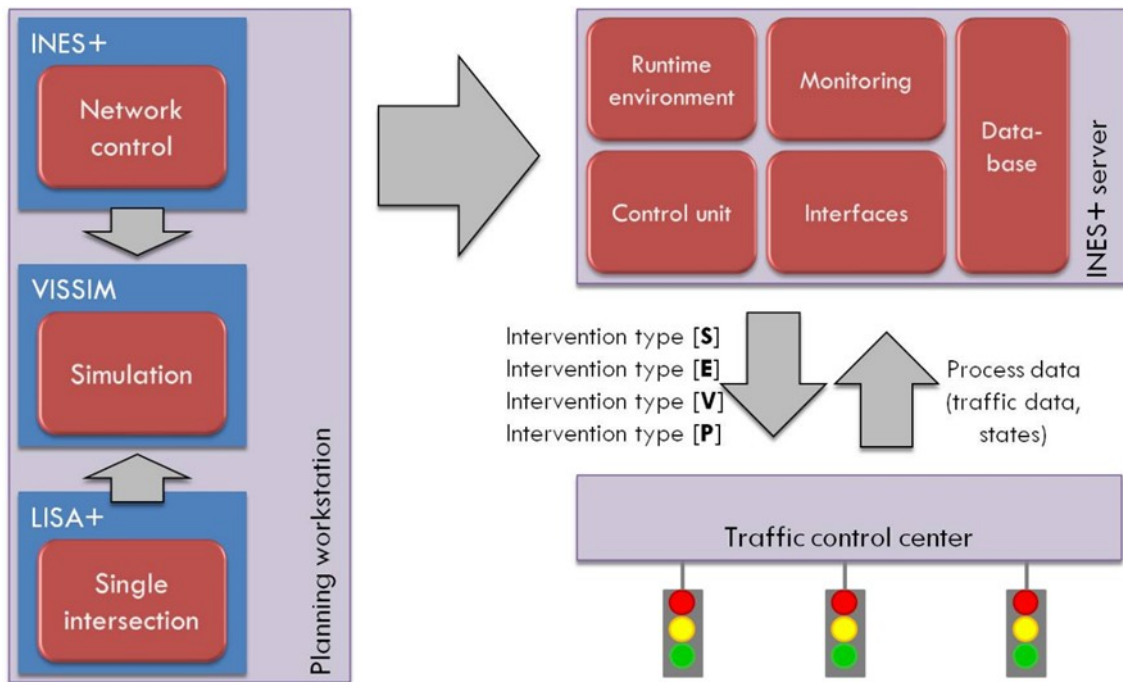 INES+
Network
control
VISSIM
Simulation
LISA+
Single
intersection
Planning workstation
Runtime
environment
Monitoring
Data-
base
Control unit
Interfaces
INES+ server
Intervention type [S]
Intervention type [E]
Intervention type [V]
Intervention type [P]
Process data
(traffic data,
states)
Traffic control center